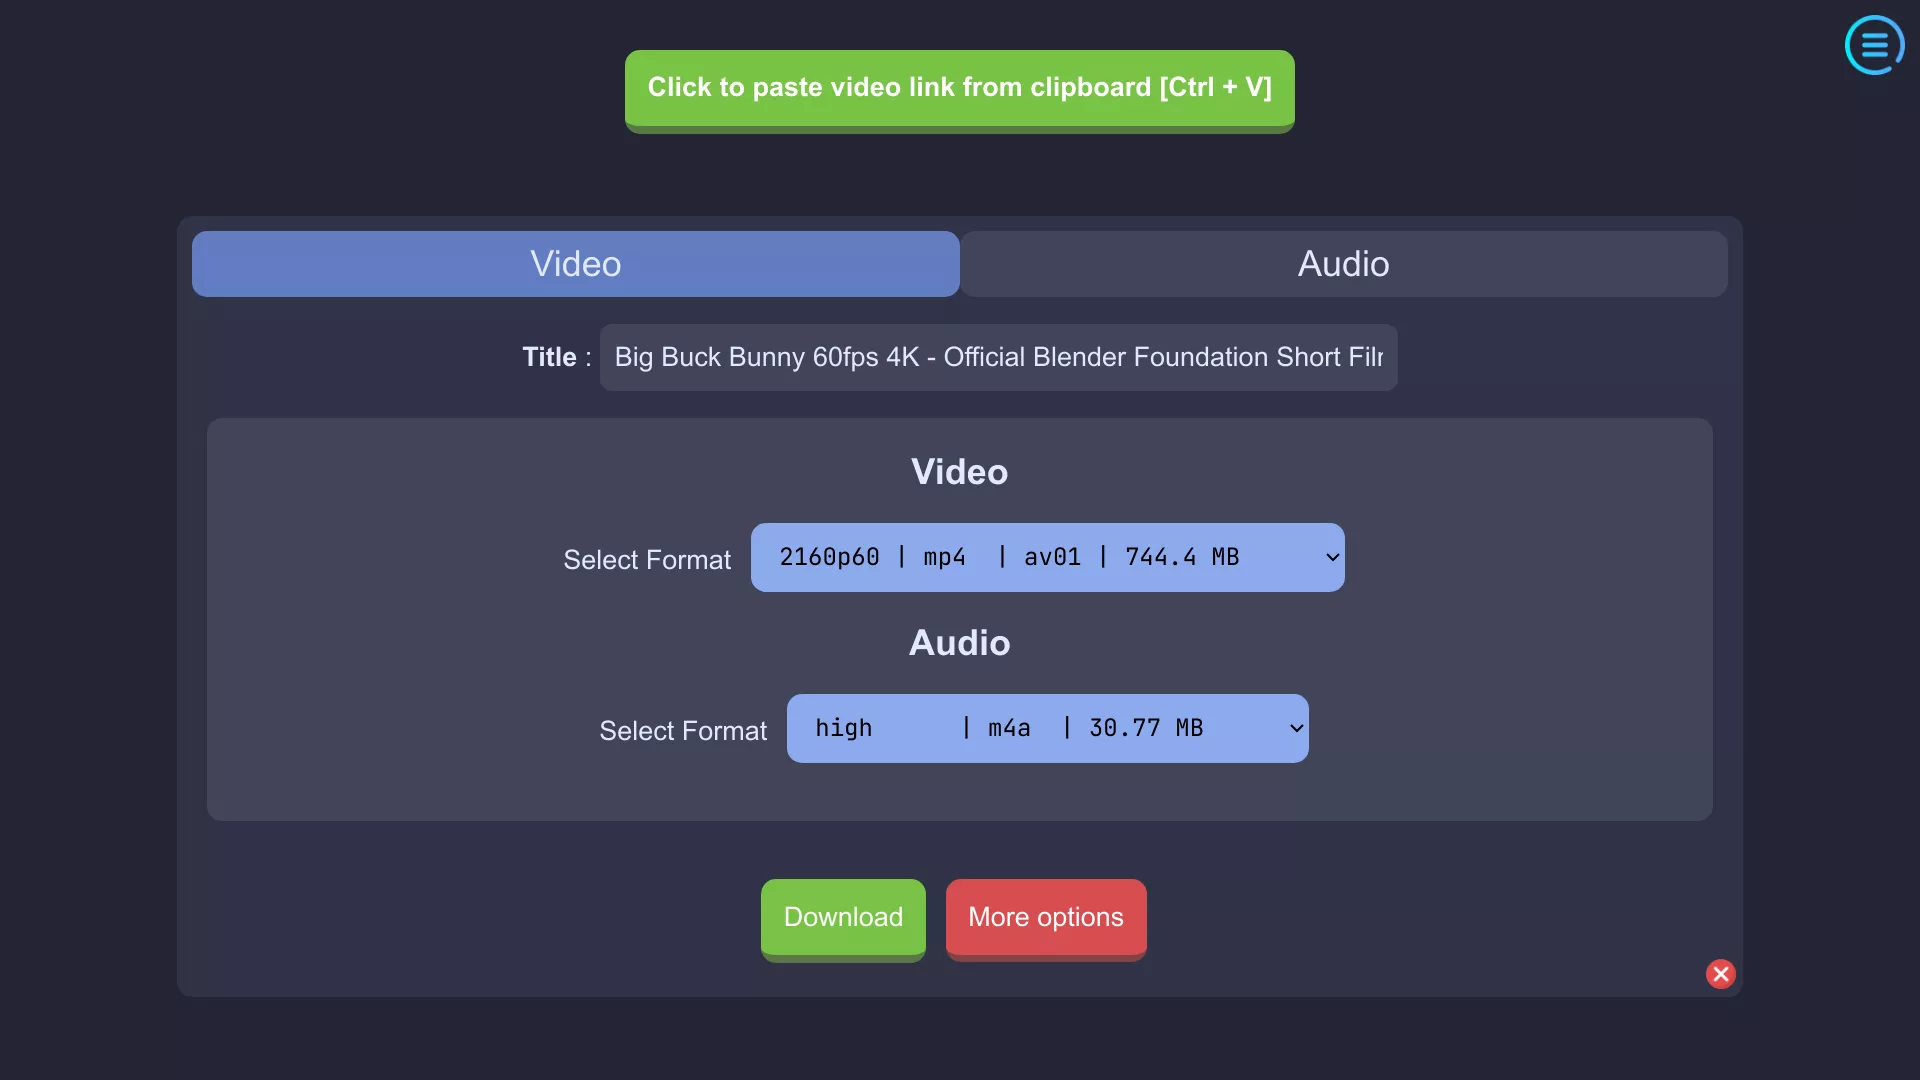 Click to paste video link from clipboard [Ctrl + V]
Video
Audio
Title : Big Buck Bunny 60fps 4K - Official Blender Foundation Short
Video
Select Format 2160p60 | mp4 | av01 | 744.4 MB
Audio
Select Format high | m4a | 30.77 MB
Download
More options